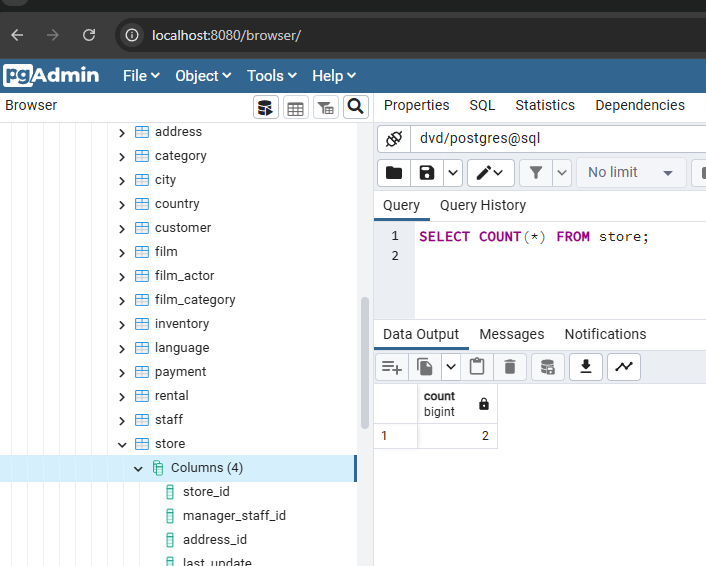 localhost:8080/browser/
pgAdmin File Object Tools Help
Browser
Properties SQL Statistics Dependencies
address
category
city
country
customer
film
film_actor
film_category
inventory
language
payment
rental
staff
store
Columns (4)
store_id
manager_staff_id
address_id
last_update
dvd/postgres@sql
No limit
Query Query History
1 SELECT COUNT(*) FROM store;
2
Data Output Messages Notifications
count
bigint
1 2